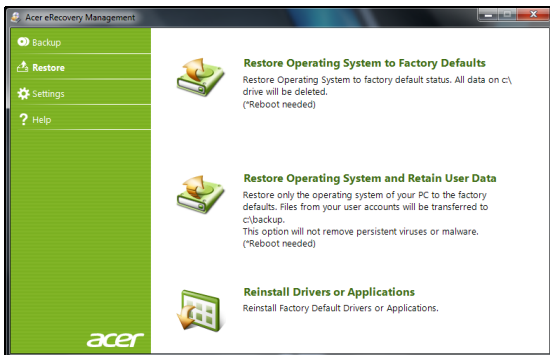 Acer eRecovery Management
Backup
Restore
Settings
? Help
Restore Operating System to Factory Defaults
Restore Operating System to factory default status. All data on c:\
drive will be deleted.
(*Reboot needed)
Restore Operating System and Retain User Data
Restore only the operating system of your PC to the factory
defaults. Files from your user accounts will be transferred to
c:\backup.
This option will not remove persistent viruses or malware.
(*Reboot needed)
Reinstall Drivers or Applications
Reinstall Factory Default Drivers or Applications.
acer